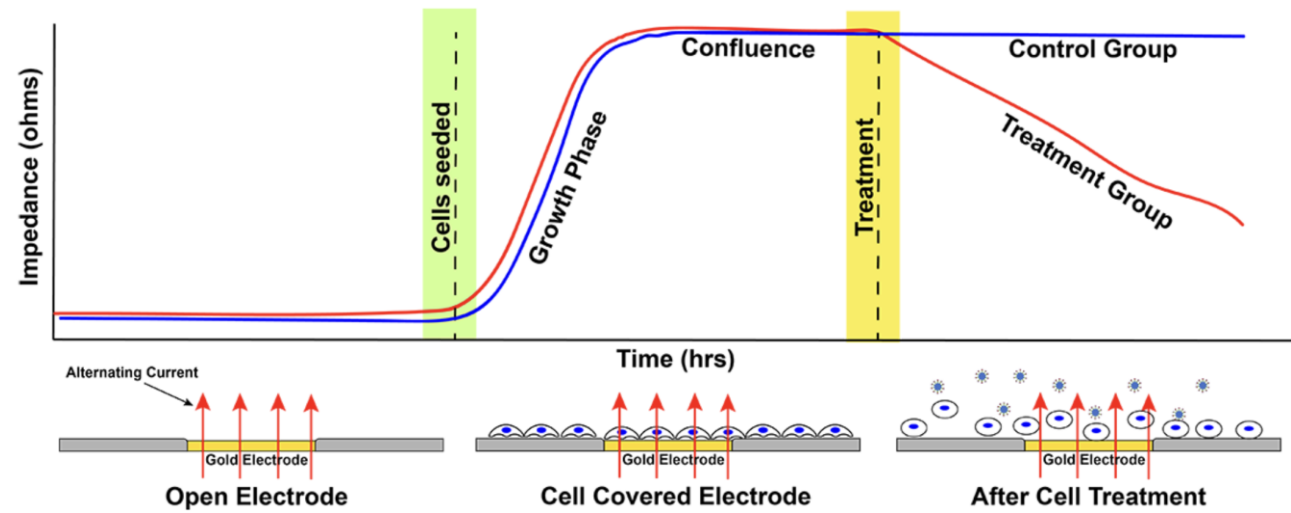 Impedance (ohms)
Cells seeded
Growth Phase
Confluence
Treatment
Control Group
Treatment Group
Time (hrs)
Alternating Current
Gold Electrode
Open Electrode
Gold Electrode
Cell Covered Electrode
Gold Electrode
After Cell Treatment